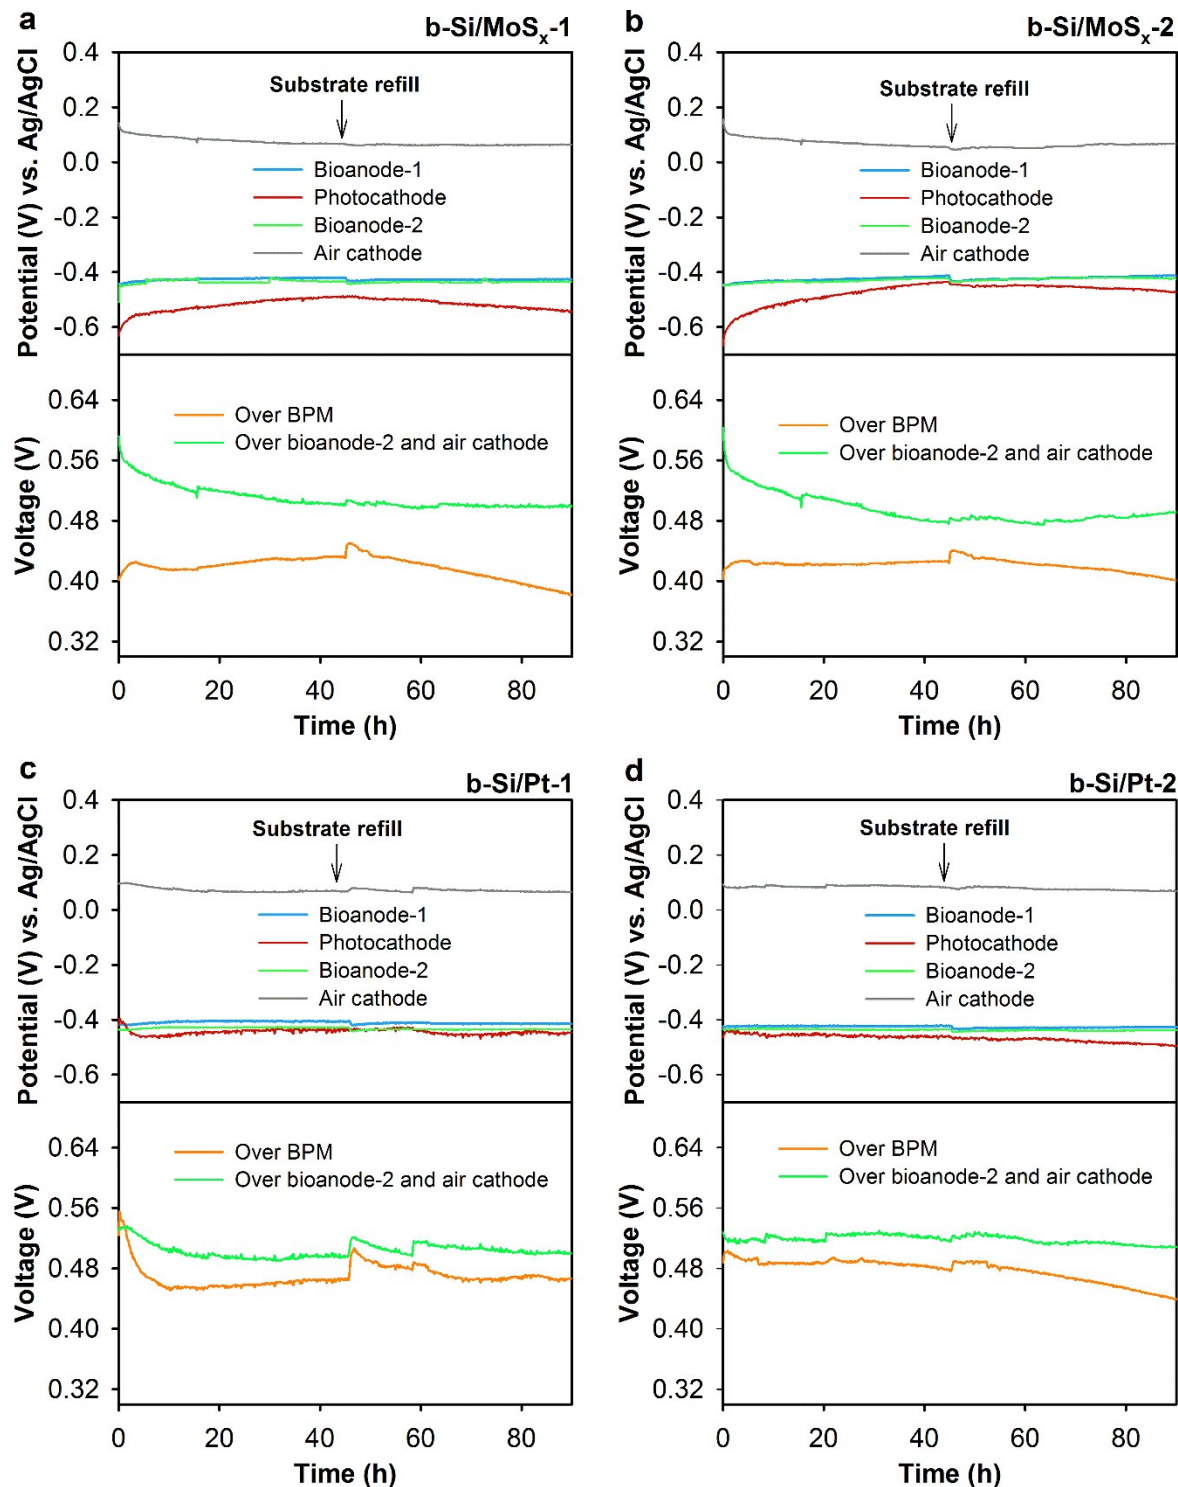 a
b-Si/MoSx-1
Potential (V) vs. Ag/AgCl
0.4
0.2
0.0
-0.2
-0.4
-0.6
Substrate refill
Bioanode-1
Photocathode
Bioanode-2
Air cathode
Voltage (V)
0.64
0.56
0.48
0.40
0.32
Over BPM
Over bioanode-2 and air cathode
0 20 40 60 80
Time (h)
b
b-Si/MoSx-2
Potential (V) vs. Ag/AgCl
0.4
0.2
0.0
-0.2
-0.4
-0.6
Substrate refill
Bioanode-1
Photocathode
Bioanode-2
Air cathode
Voltage (V)
0.64
0.56
0.48
0.40
0.32
Over BPM
Over bioanode-2 and air cathode
0 20 40 60 80
Time (h)
c
b-Si/Pt-1
Potential (V) vs. Ag/AgCl
0.4
0.2
0.0
-0.2
-0.4
-0.6
Substrate refill
Bioanode-1
Photocathode
Bioanode-2
Air cathode
Voltage (V)
0.64
0.56
0.48
0.40
0.32
Over BPM
Over bioanode-2 and air cathode
0 20 40 60 80
Time (h)
d
b-Si/Pt-2
Potential (V) vs. Ag/AgCl
0.4
0.2
0.0
-0.2
-0.4
-0.6
Substrate refill
Bioanode-1
Photocathode
Bioanode-2
Air cathode
Voltage (V)
0.64
0.56
0.48
0.40
0.32
Over BPM
Over bioanode-2 and air cathode
0 20 40 60 80
Time (h)